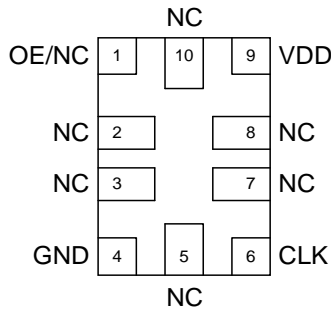 NC
OE/NC 1 10 9 VDD
NC 2 8 NC
NC 3 7 NC
GND 4 5 6 CLK
NC